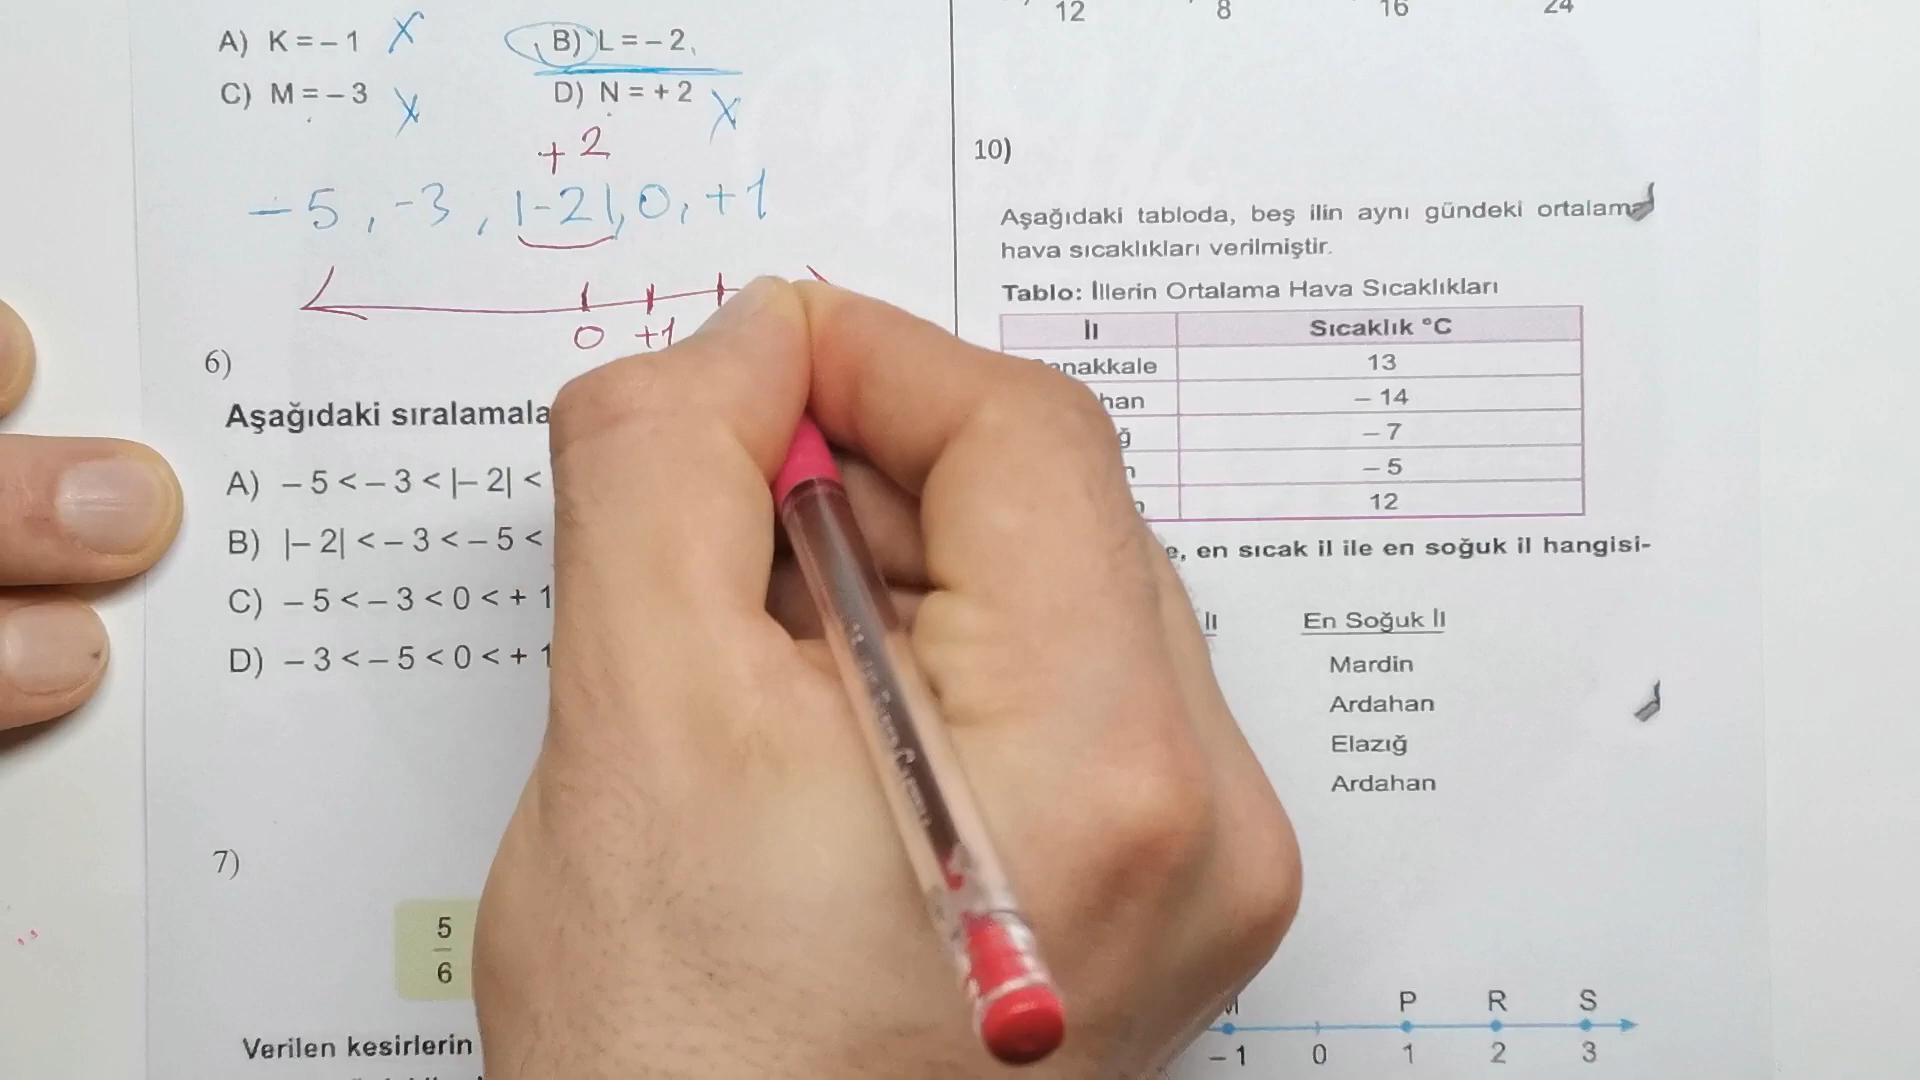 A) K = – 1 X
B) L = – 2
C) M = – 3 X
D) N = + 2 X
+ 2
– 5 , – 3 , |– 2|, 0, + 1
0 +1
6)
Aşağıdaki sıralamala
A) – 5 < – 3 < |– 2| <
B) |– 2| < – 3 < – 5 <
C) – 5 < – 3 < 0 < + 1
D) – 3 < – 5 < 0 < + 1
7)
5
6
Verilen kesirlerin
12 8 16 24
10)
Aşağıdaki tabloda, beş ilin aynı gündeki ortalama
hava sıcaklıkları verilmiştir.
Tablo: İllerin Ortalama Hava Sıcaklıkları
İl Sıcaklık °C
nakkale 13
han – 14
ğ – 7
– 5
12
e, en sıcak il ile en soğuk il hangisi-
İl En Soğuk İl
Mardin
Ardahan
Elazığ
Ardahan
P R S
– 1 0 1 2 3